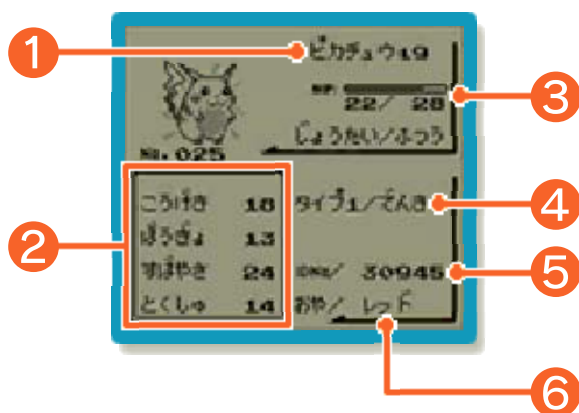 1
ピカチュウ19
HP:
22/ 28
3
じょうたい/ふつう
№.025
こうげき 18
タイプ1/でんき
4
2
ぼうぎょ 13
すばやさ 24
IDNo/ 30945
5
とくしゅ 14
おや/ レッド
6